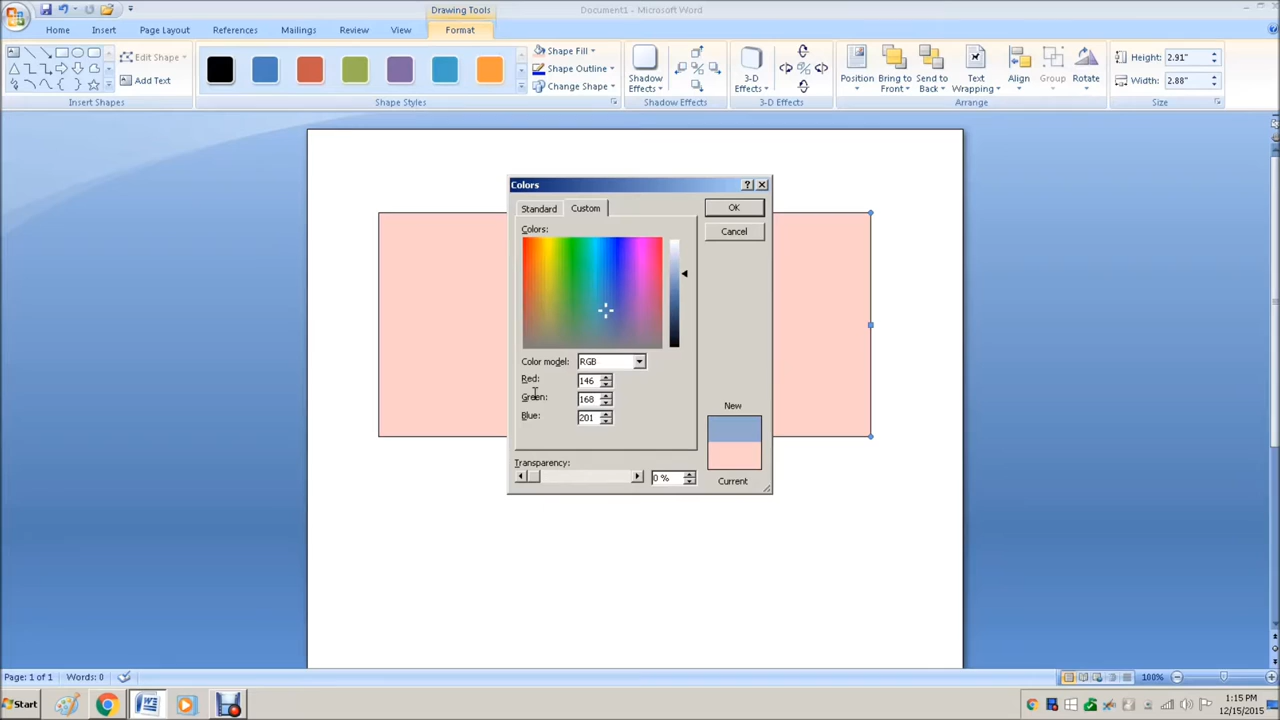 Drawing Tools
Document1 - Microsoft Word
Home Insert Page Layout References Mailings Review View Format
Edit Shape
Add Text
Insert Shapes
Shape Styles
Shape Fill
Shape Outline
Change Shape
Shadow
Effects
Shadow Effects
3-D
Effects
3-D Effects
Position
Bring to
Front
Send to
Back
Text
Wrapping
Align
Group
Rotate
Arrange
Height: 2.91"
Width: 2.88"
Size
Colors
Standard Custom
OK
Cancel
Colors:
Color model: RGB
Red: 146
Green: 168
Blue: 201
Transparency:
0 %
New
Current
Page: 1 of 1 Words: 0
100%
Start
1:15 PM
12/15/2015